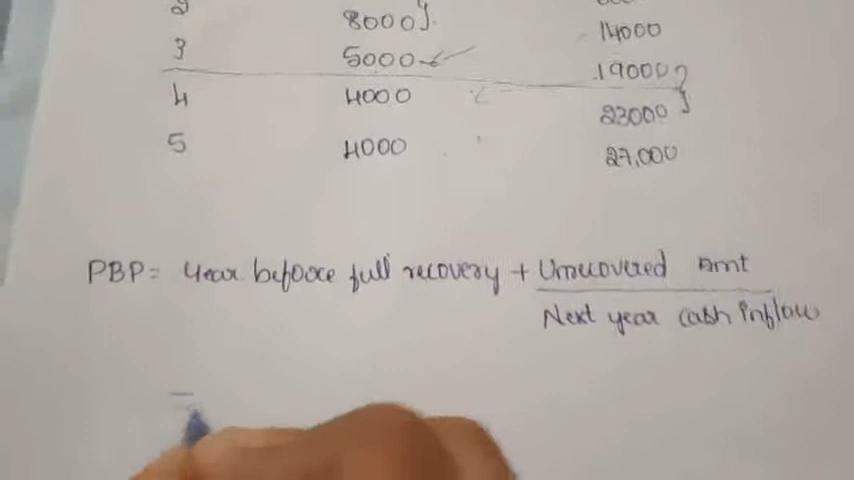 8000
14000
3 5000 19000
4 4000 23000
5 4000 27,000
PBP = Year before full recovery + Unrecovered Amt
Next year cash inflow
=